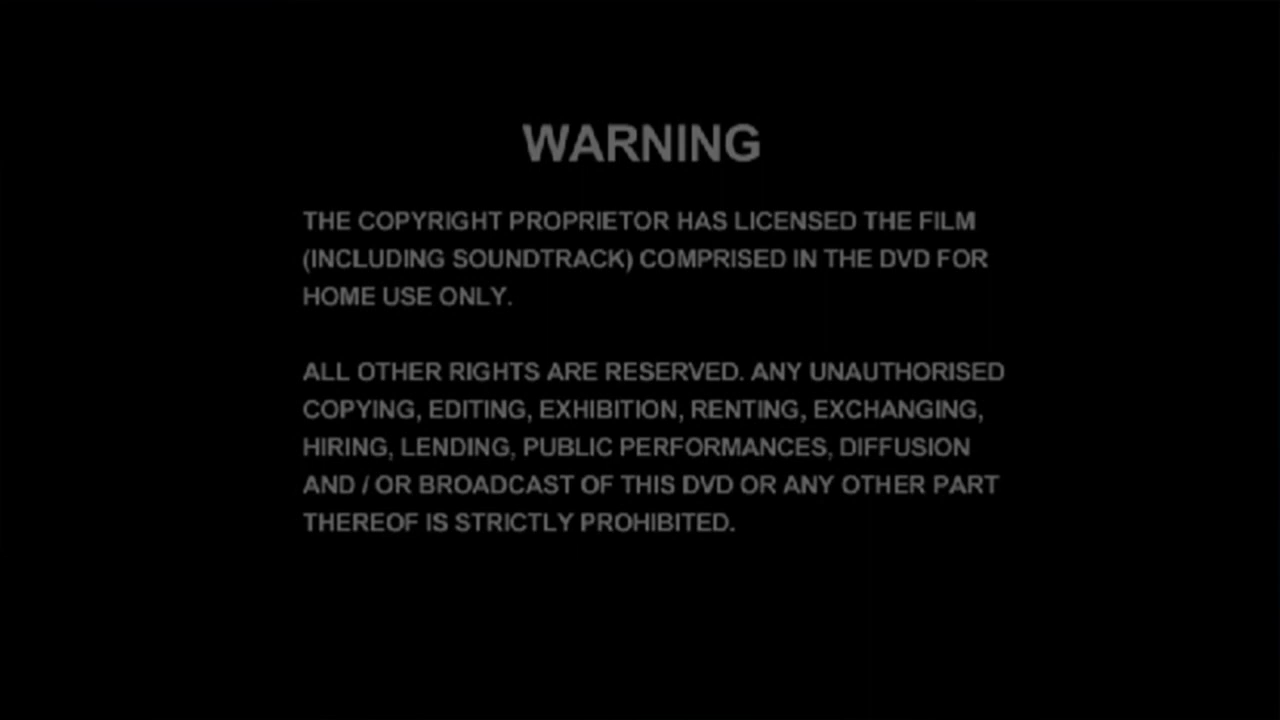 WARNING
THE COPYRIGHT PROPRIETOR HAS LICENSED THE FILM
(INCLUDING SOUNDTRACK) COMPRISED IN THE DVD FOR
HOME USE ONLY.
ALL OTHER RIGHTS ARE RESERVED. ANY UNAUTHORISED
COPYING, EDITING, EXHIBITION, RENTING, EXCHANGING,
HIRING, LENDING, PUBLIC PERFORMANCES, DIFFUSION
AND / OR BROADCAST OF THIS DVD OR ANY OTHER PART
THEREOF IS STRICTLY PROHIBITED.